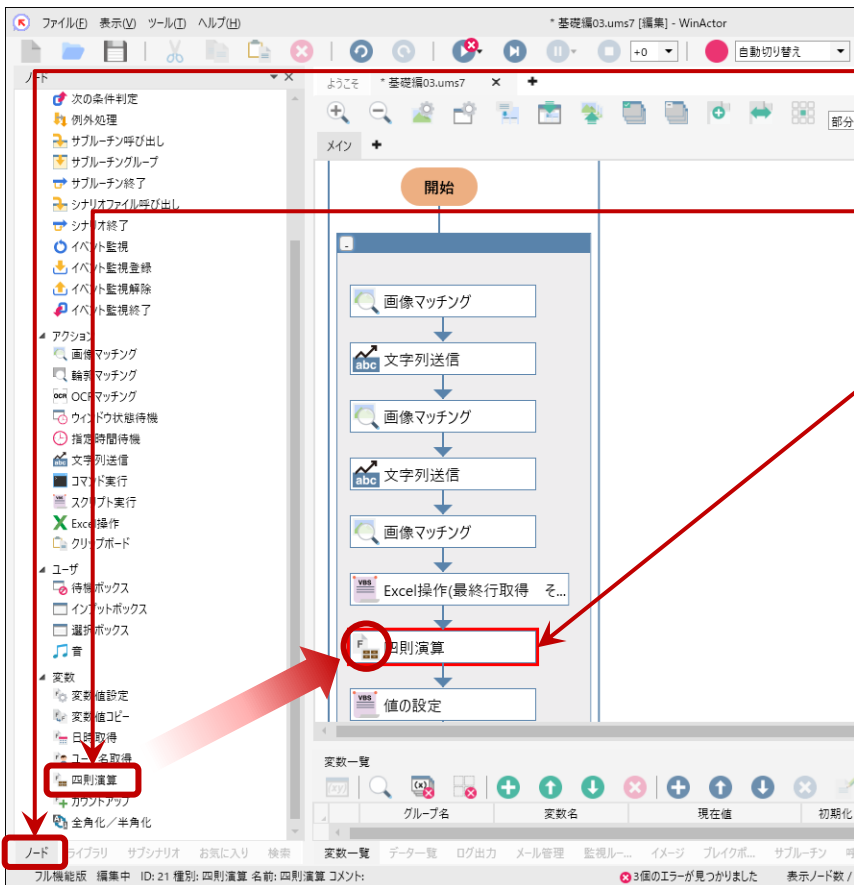 ファイル(F) 表示(V) ツール(T) ヘルプ(H)
* 基礎編03.ums7 [編集] - WinActor
+0
自動切り替え
ノード
次の条件判定
例外処理
サブルーチン呼び出し
サブルーチングループ
サブルーチン終了
シナリオファイル呼び出し
シナリオ終了
イベント監視
イベント監視登録
イベント監視解除
イベント監視終了
アクション
画像マッチング
輪郭マッチング
OCR OCRマッチング
ウィンドウ状態待機
指定時間待機
abc 文字列送信
コマンド実行
スクリプト実行
Excel操作
クリップボード
ユーザ
待機ボックス
インプットボックス
選択ボックス
音
変数
変数値設定
変数値コピー
日時取得
ユーザ名取得
四則演算
カウントアップ
全角化/半角化
ノード ライブラリ サブシナリオ お気に入り 検索
ようこそ * 基礎編03.ums7
部分
メイン
開始
画像マッチング
abc 文字列送信
画像マッチング
abc 文字列送信
画像マッチング
VBS Excel操作(最終行取得 そ...
F 四則演算
VBS 値の設定
変数一覧
グループ名 変数名 現在値 初期化
変数一覧 データ一覧 ログ出力 メール管理 監視ルー... イメージ ブレイクポ... サブルーチン
フル機能版 編集中 ID: 21 種別: 四則演算 名前: 四則演算 コメント:
3個のエラーが見つかりました 表示ノード数 /